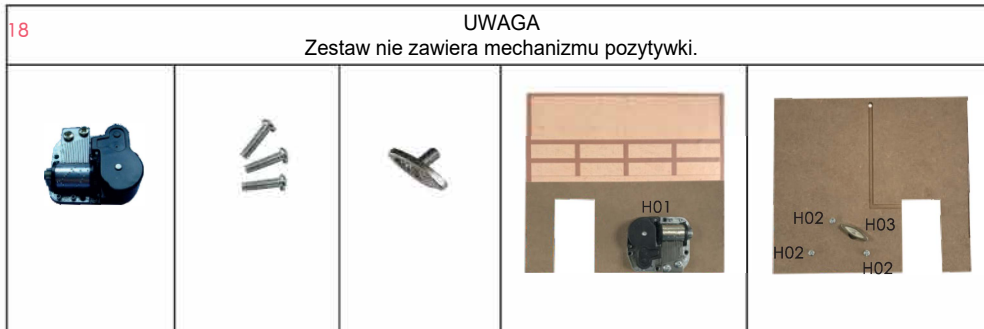 18
UWAGA
Zestaw nie zawiera mechanizmu pozytywki.
H01
H02
H03
H02
H02